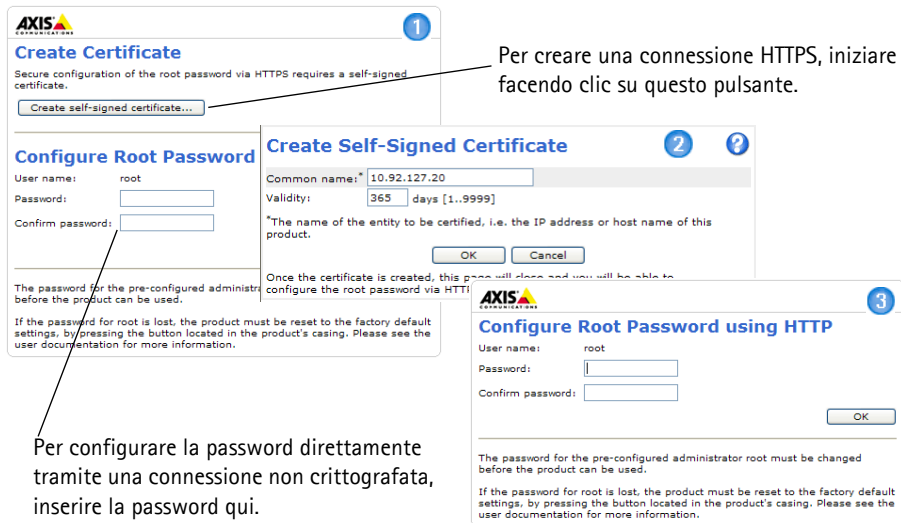 AXIS
COMMUNICATIONS
1
Create Certificate
Secure configuration of the root password via HTTPS requires a self-signed
certificate.
Create self-signed certificate...
Per creare una connessione HTTPS, iniziare
facendo clic su questo pulsante.
Configure Root Password
User name: root
Password:
Confirm password:
The password for the pre-configured administra
before the product can be used.
If the password for root is lost, the product must be reset to the factory default
settings, by pressing the button located in the product's casing. Please see the
user documentation for more information.
Create Self-Signed Certificate
2
?
Common name:* 10.92.127.20
Validity: 365 days [1..9999]
*The name of the entity to be certified, i.e. the IP address or host name of this
product.
OK Cancel
Once the certificate is created, this page will close and you will be able to
configure the root password via HTT
AXIS
COMMUNICATIONS
3
Configure Root Password using HTTP
User name: root
Password:
Confirm password:
OK
The password for the pre-configured administrator root must be changed
before the product can be used.
If the password for root is lost, the product must be reset to the factory default
settings, by pressing the button located in the product's casing. Please see the
user documentation for more information.
Per configurare la password direttamente
tramite una connessione non crittografata,
inserire la password qui.